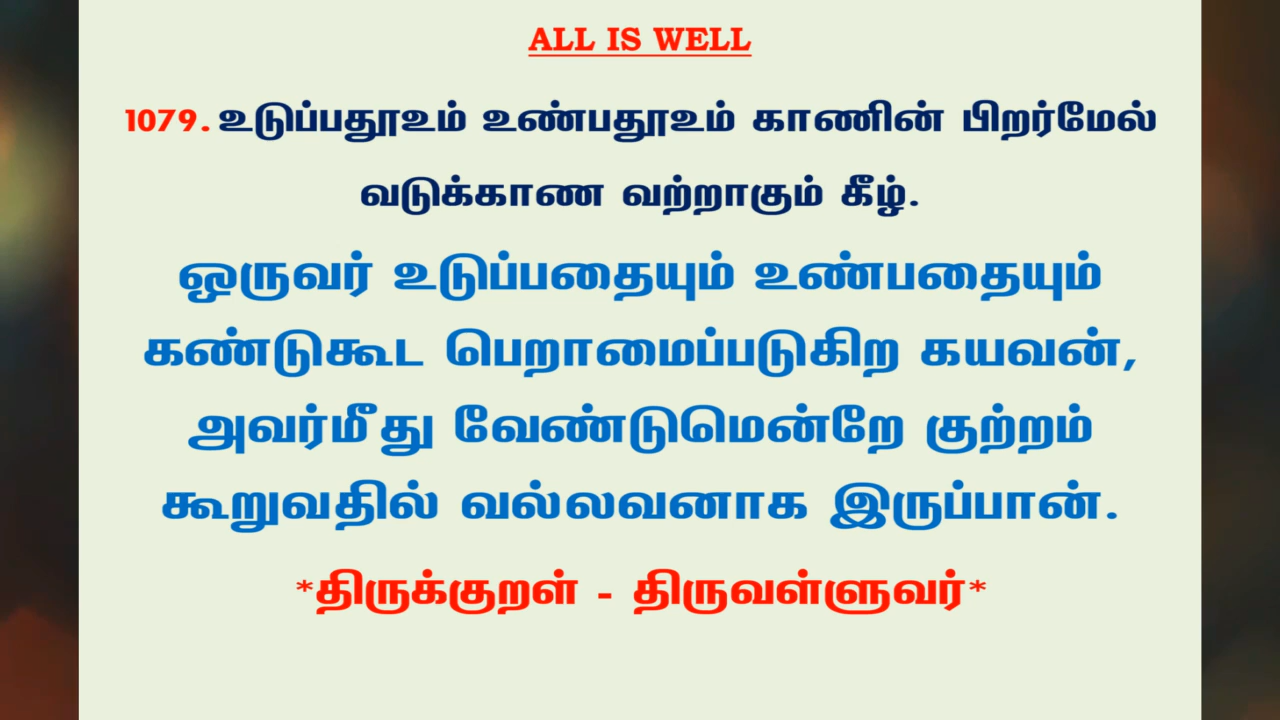 ALL IS WELL
1079. உடுப்பதூஉம் உண்பதூஉம் காணின் பிறர்மேல்
வடுக்காண வற்றாகும் கீழ்.
ஒருவர் உடுப்பதையும் உண்பதையும்
கண்டுகூட பெறாமைப்படுகிற கயவன்,
அவர்மீது வேண்டுமென்றே குற்றம்
கூறுவதில் வல்லவனாக இருப்பான்.
*திருக்குறள் - திருவள்ளுவர்*